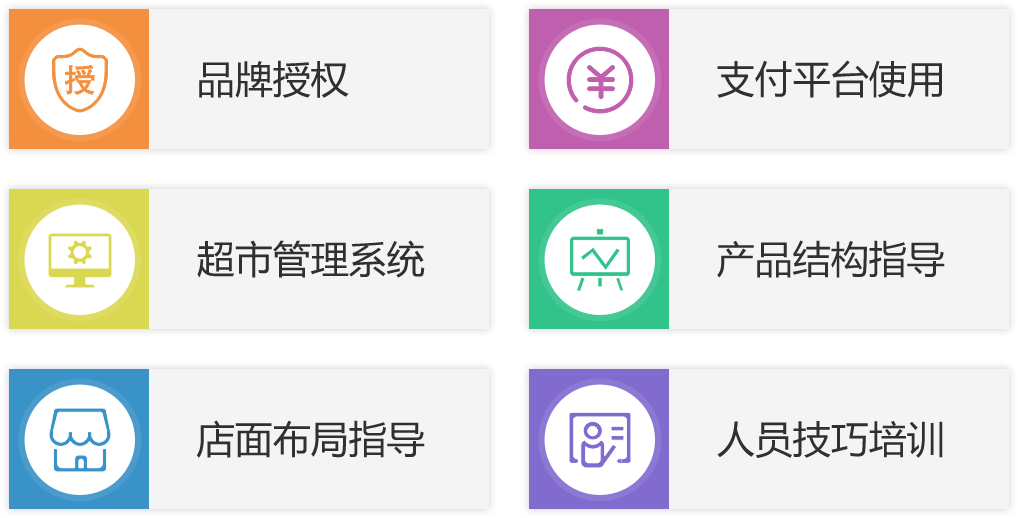 授
品牌授权
支付平台使用
超市管理系统
产品结构指导
店面布局指导
人员技巧培训